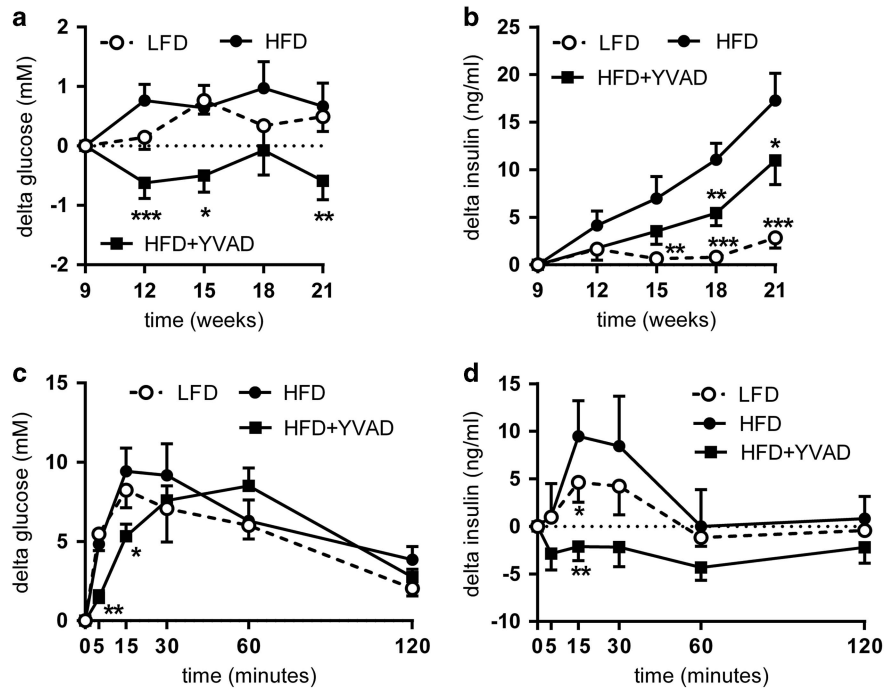 a
delta glucose (mM)
2
1
0
-1
-2
LFD HFD
*** * **
HFD+YVAD
9 12 15 18 21
time (weeks)
b
delta insulin (ng/ml)
25
20
15
10
5
0
LFD HFD
HFD+YVAD
*
**
** *** ***
9 12 15 18 21
time (weeks)
c
delta glucose (mM)
15
10
5
0
LFD HFD
HFD+YVAD
*
**
0 5 15 30 60 120
time (minutes)
d
delta insulin (ng/ml)
15
10
5
0
-5
-10
LFD
HFD
HFD+YVAD
*
**
0 5 15 30 60 120
time (minutes)